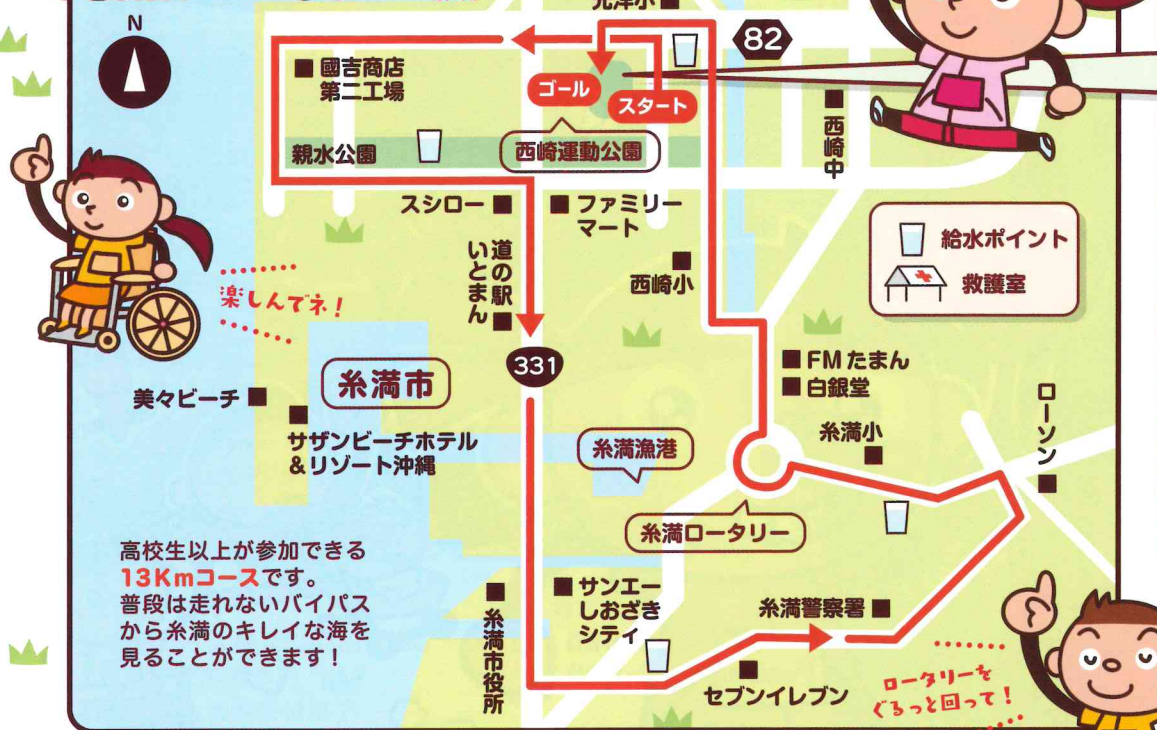 N
82
國吉商店
第二工場
ゴール
スタート
西崎運動公園
親水公園
西崎中
スシロー
ファミリー
マート
給水ポイント
救護室
道の駅
いとまん
西崎小
楽しんでネ!
331
FMたまん
白銀堂
糸満市
美々ビーチ
サザンビーチホテル
&リゾート沖縄
糸満漁港
糸満小
ローソン
糸満ロータリー
高校生以上が参加できる
13Kmコースです。
普段は走れないバイパス
から糸満のキレイな海を
見ることができます!
糸満市役所
サンエー
しおざき
シティ
糸満警察署
セブンイレブン
ロータリーを
ぐるっと回って!